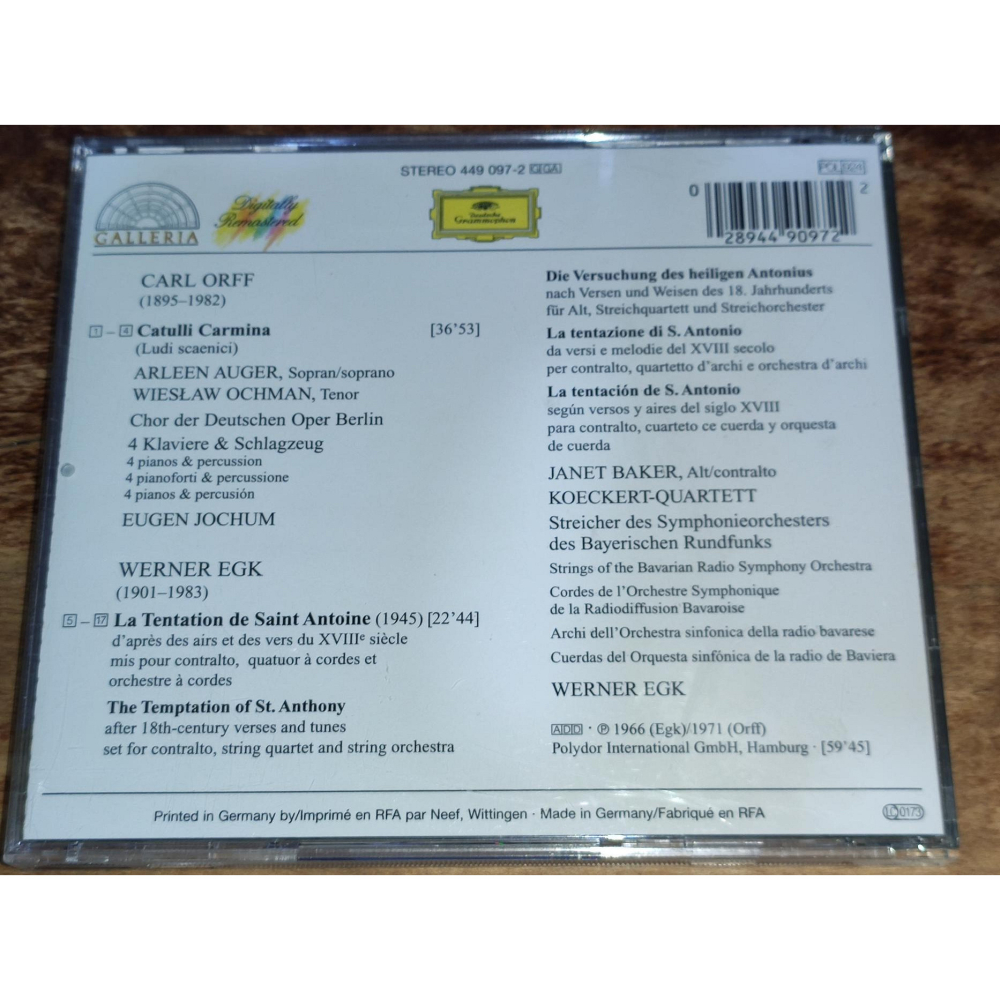 STEREO 449 097-2 GEGA
POL 924
GALLERIA
Digitally
Remastered
Deutsche
Grammophon
0 28944 90972 2
CARL ORFF
(1895–1982)
1 – 4 Catulli Carmina [36'53]
(Ludi scaenici)
ARLEEN AUGER, Sopran/soprano
WIESŁAW OCHMAN, Tenor
Chor der Deutschen Oper Berlin
4 Klaviere & Schlagzeug
4 pianos & percussion
4 pianoforti & percussione
4 pianos & percusión
EUGEN JOCHUM
WERNER EGK
(1901–1983)
5 – 17 La Tentation de Saint Antoine (1945) [22'44]
d'après des airs et des vers du XVIIIe siècle
mis pour contralto, quatuor à cordes et
orchestre à cordes
The Temptation of St. Anthony
after 18th-century verses and tunes
set for contralto, string quartet and string orchestra
Die Versuchung des heiligen Antonius
nach Versen und Weisen des 18. Jahrhunderts
für Alt, Streichquartett und Streichorchester
La tentazione di S. Antonio
da versi e melodie del XVIII secolo
per contralto, quartetto d'archi e orchestra d'archi
La tentación de S. Antonio
según versos y aires del siglo XVIII
para contralto, cuarteto ce cuerda y orquesta
de cuerda
JANET BAKER, Alt/contralto
KOECKERT-QUARTETT
Streicher des Symphonieorchesters
des Bayerischen Rundfunks
Strings of the Bavarian Radio Symphony Orchestra
Cordes de l'Orchestre Symphonique
de la Radiodiffusion Bavaroise
Archi dell'Orchestra sinfonica della radio bavarese
Cuerdas del Orquesta sinfónica de la radio de Baviera
WERNER EGK
ADD · ℗ 1966 (Egk)/1971 (Orff)
Polydor International GmbH, Hamburg · [59'45]
Printed in Germany by/Imprimé en RFA par Neef, Wittingen · Made in Germany/Fabriqué en RFA
LC 0173